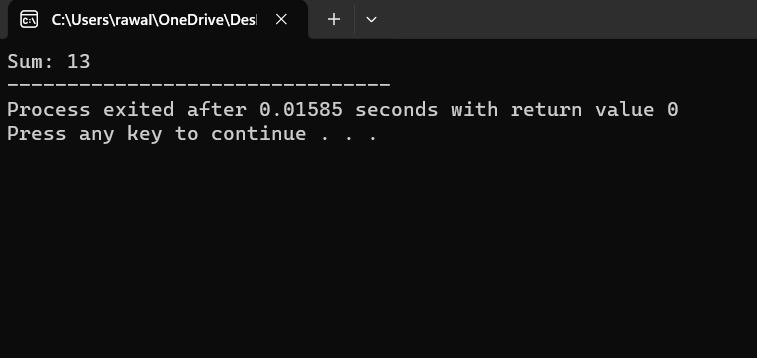 C:\Users\rawal\OneDrive\Des
Sum: 13
--------------------------------
Process exited after 0.01585 seconds with return value 0
Press any key to continue . . .